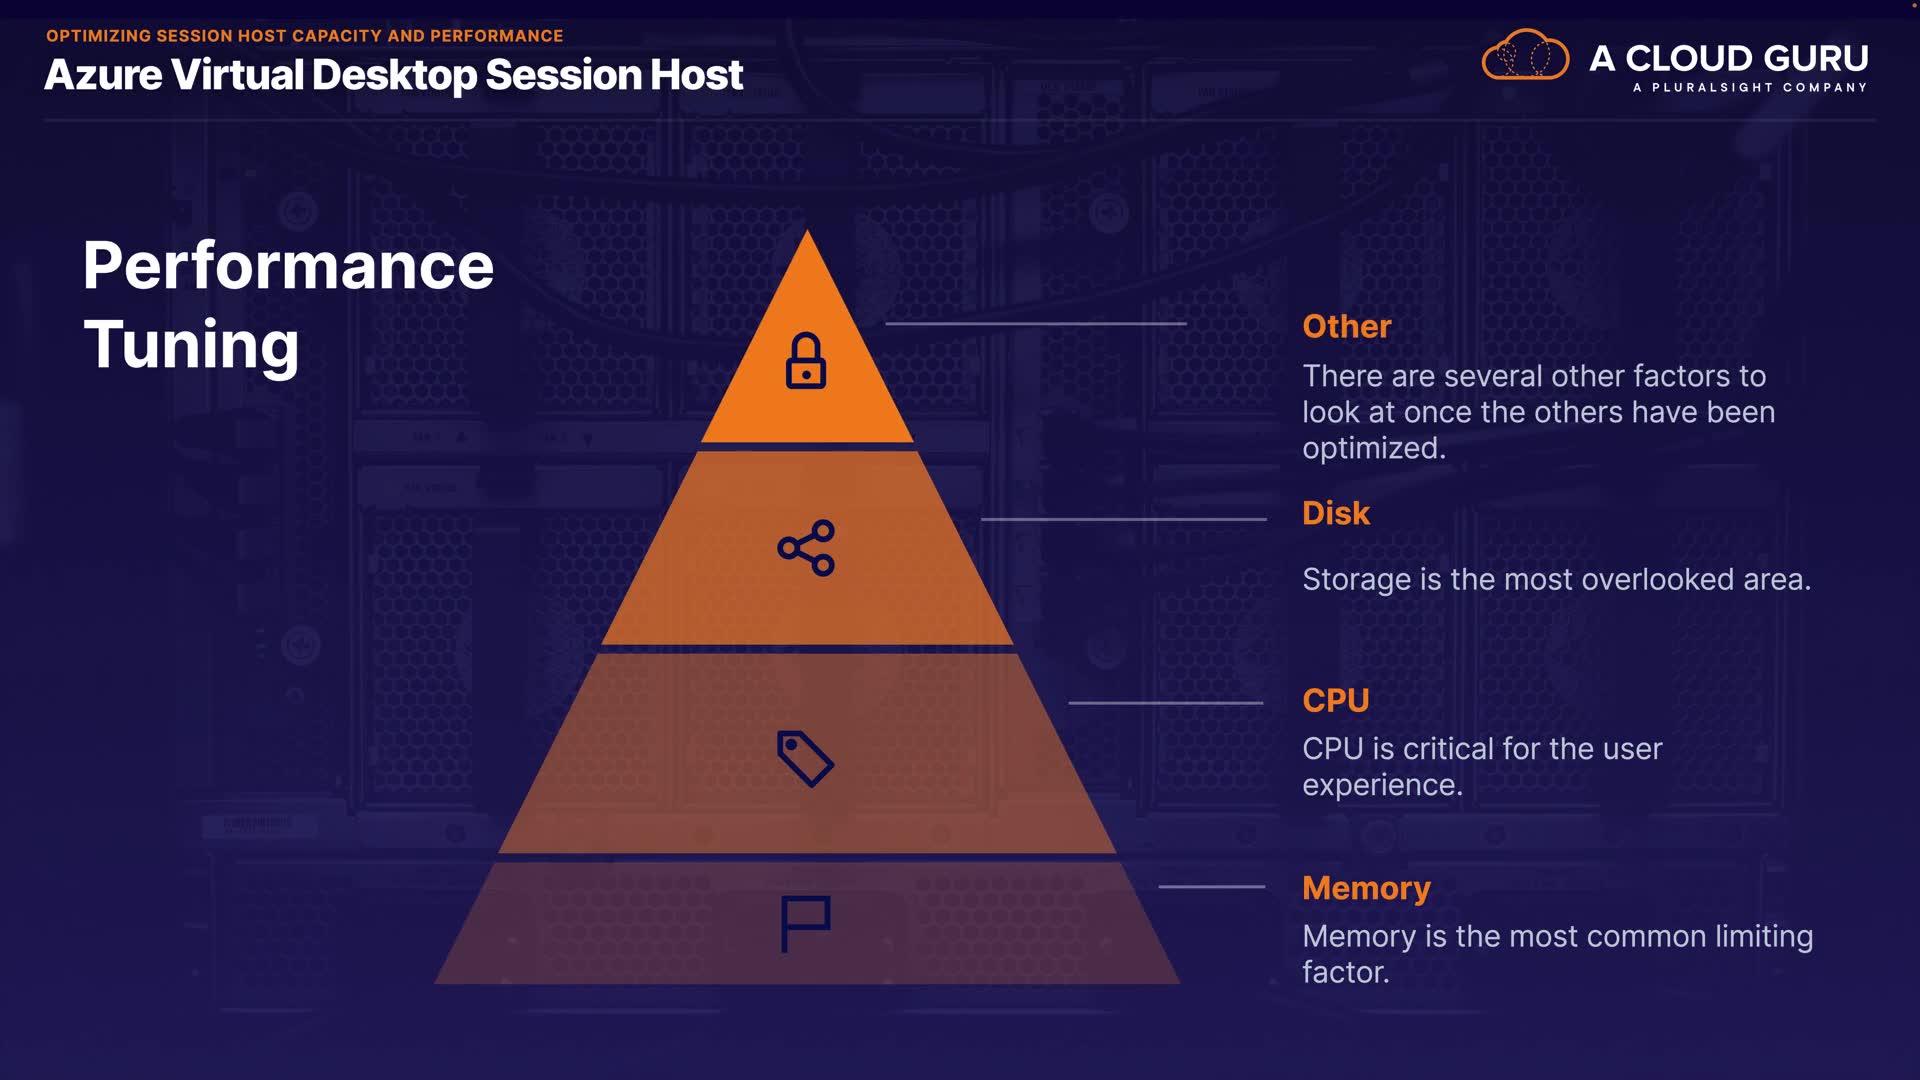 OPTIMIZING SESSION HOST CAPACITY AND PERFORMANCE
Azure Virtual Desktop Session Host
A CLOUD GURU
A PLURALSIGHT COMPANY
Performance
Tuning
Other
There are several other factors to
look at once the others have been
optimized.
Disk
Storage is the most overlooked area.
CPU
CPU is critical for the user
experience.
Memory
Memory is the most common limiting
factor.